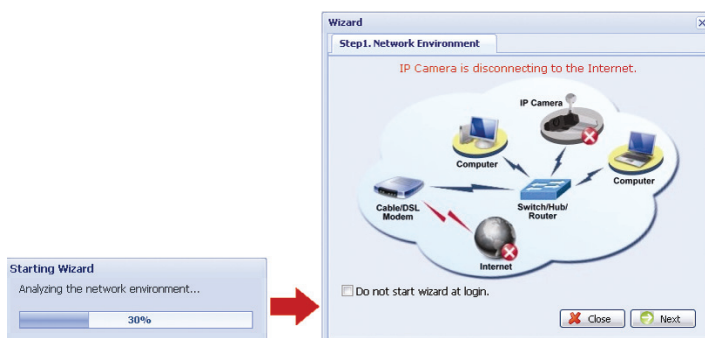 Starting Wizard
Analyzing the network environment...
30%
Wizard
Step1. Network Environment
IP Camera is disconnecting to the Internet.
IP Camera
Computer
Computer
Cable/DSL
Modem
Switch/Hub/
Router
Internet
Do not start wizard at login.
Close
Next